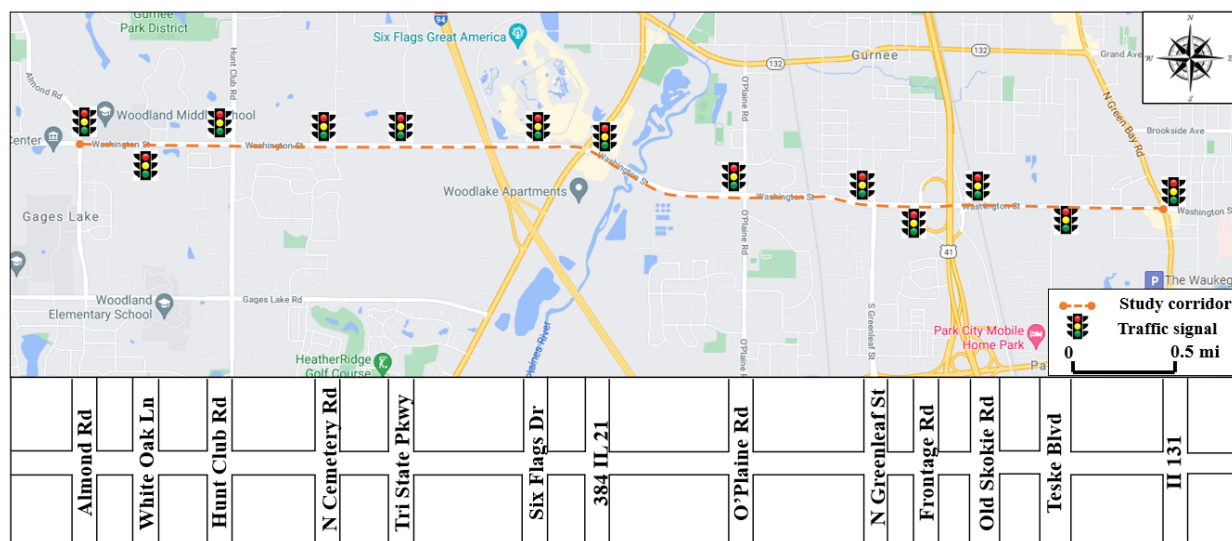 Gurnee
Park District
94
Six Flags Great America
132
Gurnee
Grand Ave
N
W
S
Almond Rd
Hunt Club Rd
O'Plaine Rd
132
N Green Bay Rd
Woodland Middle School
Brookside Ave
Center
Washington St
Washington St
Washington St
Woodlake Apartments
Washington St
Washington St
Washington St
Gages Lake
O'Plaine Rd
41
P
The Waukeg
Woodland
Elementary School
Gages Lake Rd
S Greenleaf St
Park City Mobile
Home Park
Pa
HeatherRidge
Golf Course
Plaines River
O'Plaine R
Study corridor
Traffic signal
0
0.5 mi
Almond Rd
White Oak Ln
Hunt Club Rd
N Cemetery Rd
Tri State Pkwy
Six Flags Dr
384 IL 21
O'Plaine Rd
N Greenleaf St
Frontage Rd
Old Skokie Rd
Teske Blvd
Il 131